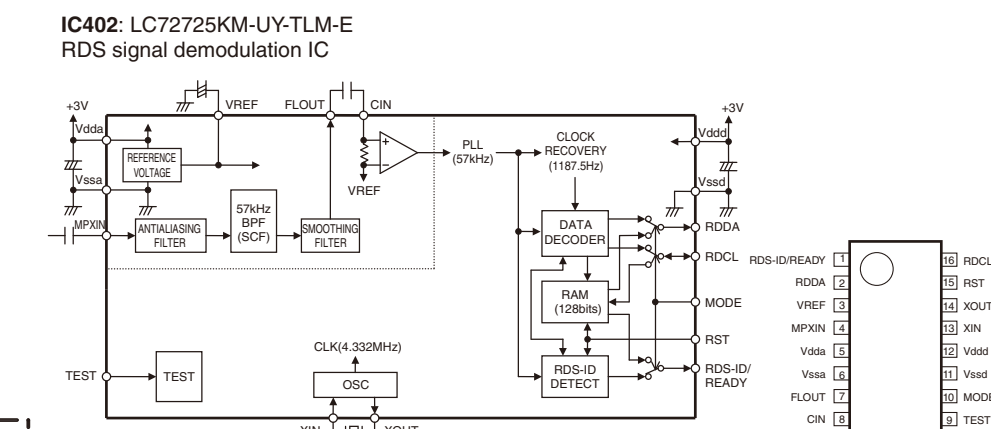 IC402: LC72725KM-UY-TLM-E
RDS signal demodulation IC
+3V
VREF
FLOUT
CIN
+3V
Vdda
REFERENCE
VOLTAGE
+
−
VREF
PLL
(57kHz)
CLOCK
RECOVERY
(1187.5Hz)
Vddd
Vssa
Vssd
MPXIN
ANTIALIASING
FILTER
57kHz
BPF
(SCF)
SMOOTHING
FILTER
DATA
DECODER
RDDA
RDCL
RAM
(128bits)
MODE
RST
RDS-ID
DETECT
RDS-ID/
READY
CLK(4.332MHz)
OSC
TEST
TEST
XIN
XOUT
RDS-ID/READY 1
RDDA 2
VREF 3
MPXIN 4
Vdda 5
Vssa 6
FLOUT 7
CIN 8
16 RDCL
15 RST
14 XOUT
13 XIN
12 Vddd
11 Vssd
10 MODE
9 TEST